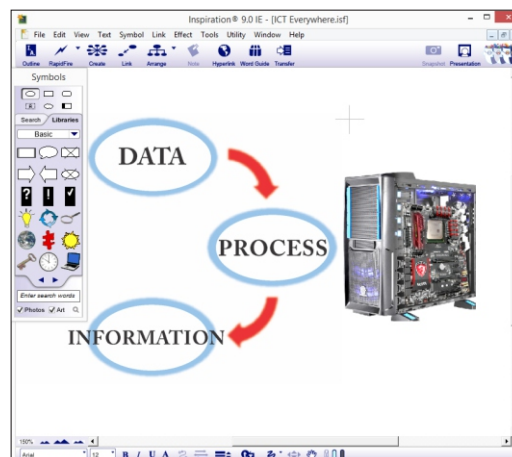 Inspiration® 9.0 IE - [ICT Everywhere.isf]
File Edit View Text Symbol Link Effect Tools Utility Window Help
Outline RapidFire Create Link Arrange Note Hyperlink Word Guide Transfer Snapshot Presentation
Symbols
A
Search Libraries
Basic
DATA
PROCESS
INFORMATION
Enter search words
Photos Art
150%
Arial 12 B I U A